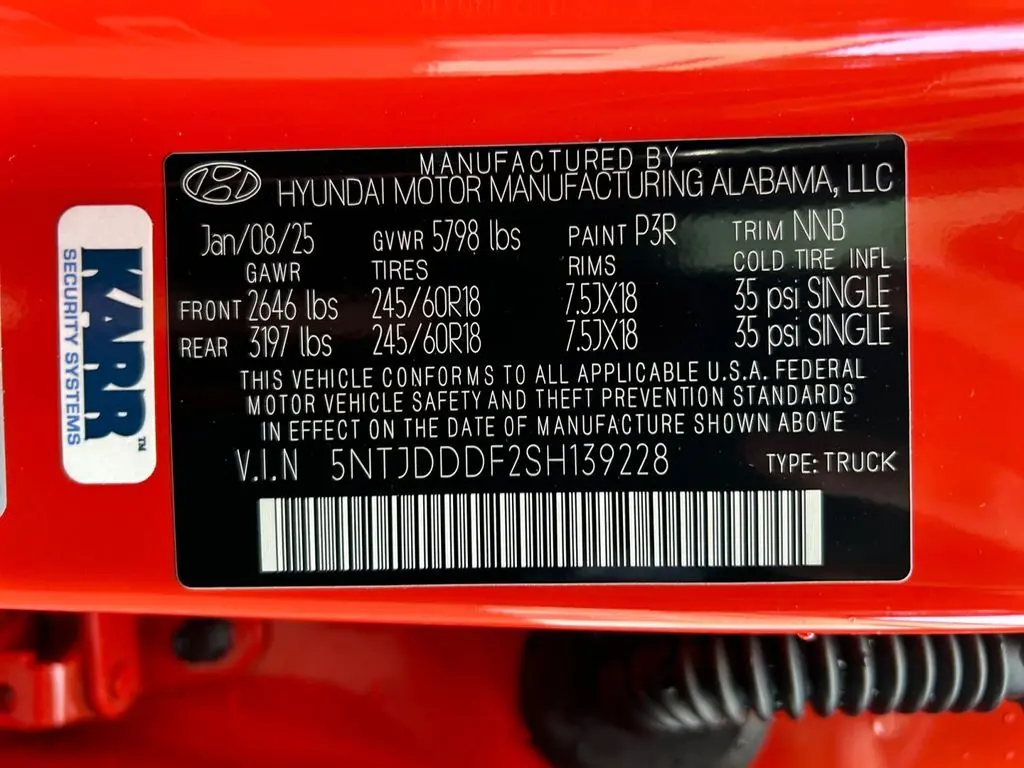 MANUFACTURED BY
HYUNDAI MOTOR MANUFACTURING ALABAMA, LLC
Jan/08/25 GVWR 5798 lbs PAINT P3R TRIM NNB
GAWR TIRES RIMS COLD TIRE INFL
FRONT 2646 lbs 245/60R18 7.5JX18 35 psi SINGLE
REAR 3197 lbs 245/60R18 7.5JX18 35 psi SINGLE
THIS VEHICLE CONFORMS TO ALL APPLICABLE U.S.A. FEDERAL
MOTOR VEHICLE SAFETY AND THEFT PREVENTION STANDARDS
IN EFFECT ON THE DATE OF MANUFACTURE SHOWN ABOVE
V.I.N 5NTJDDDF2SH139228 TYPE: TRUCK
KARR™
SECURITY SYSTEMS